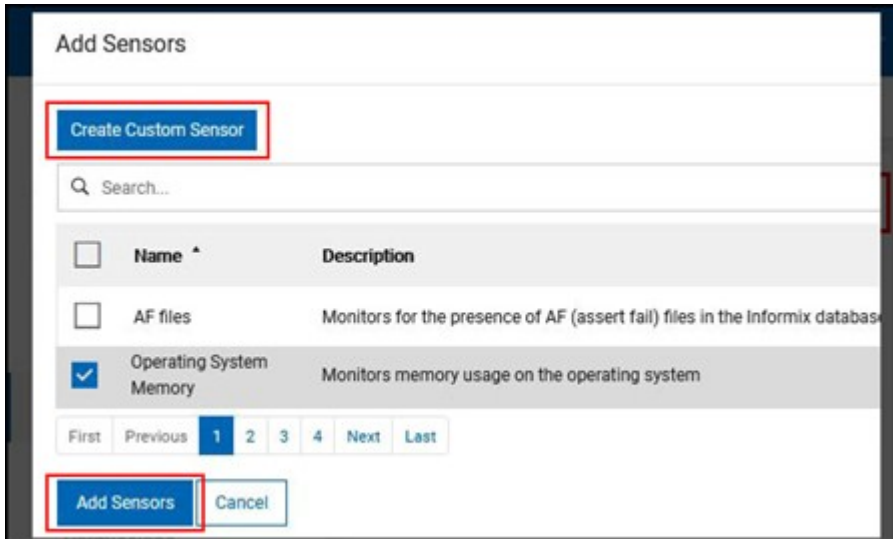 Add Sensors
Create Custom Sensor
Search...
Name Description
AF files Monitors for the presence of AF (assert fail) files in the Informix database
Operating System
Memory Monitors memory usage on the operating system
First Previous 1 2 3 4 Next Last
Add Sensors Cancel